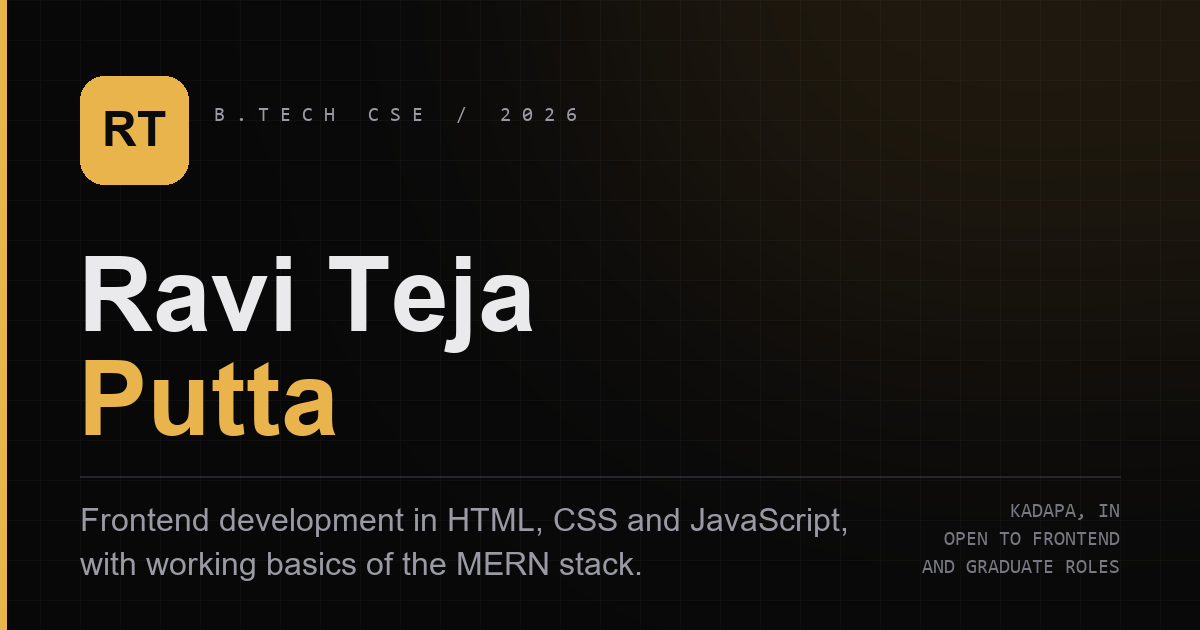 RT
B.TECH CSE / 2026
Ravi Teja
Putta
Frontend development in HTML, CSS and JavaScript,
with working basics of the MERN stack.
KADAPA, IN
OPEN TO FRONTEND
AND GRADUATE ROLES